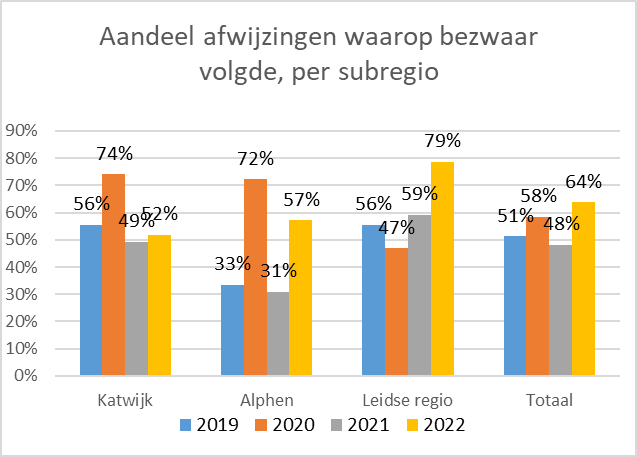 Aandeel afwijzingen waarop bezwaar
volgde, per subregio
90%
80%
70%
60%
50%
40%
30%
20%
10%
0%
56% 74% 49% 52%
33% 72% 31% 57%
56% 47% 59% 79%
51% 58% 48% 64%
Katwijk Alphen Leidse regio Totaal
2019 2020 2021 2022